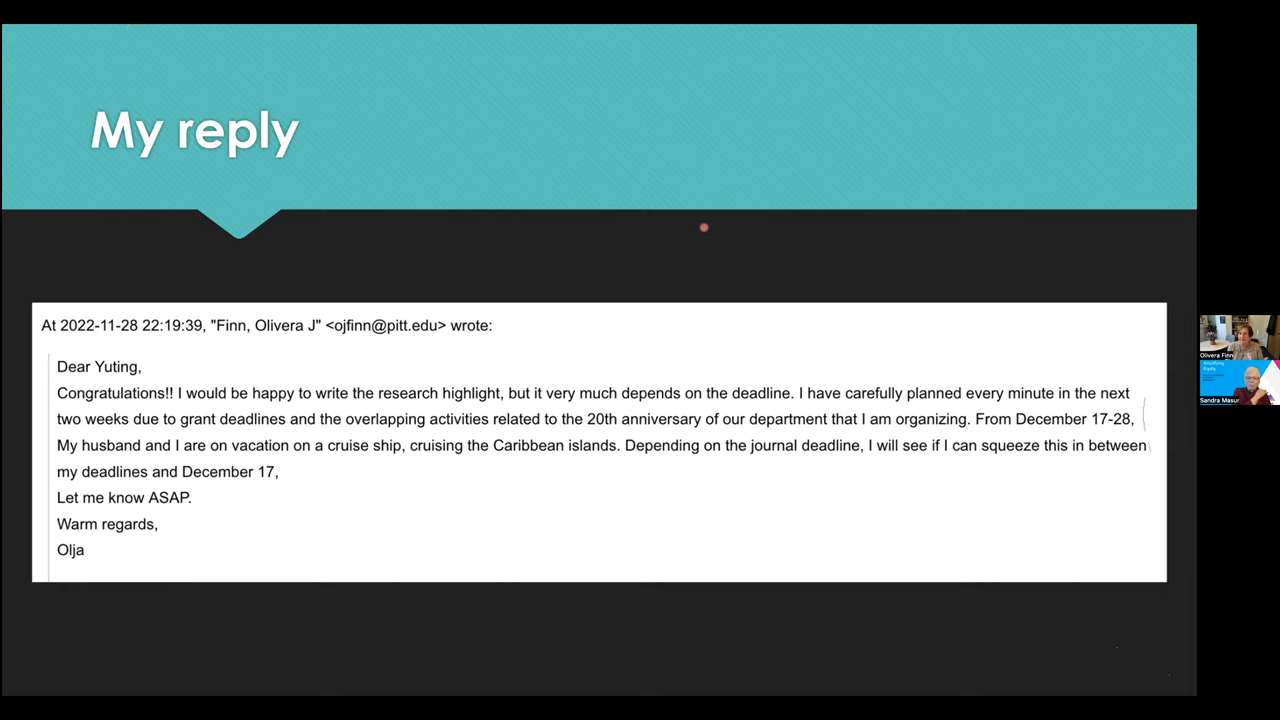 My reply
At 2022-11-28 22:19:39, "Finn, Olivera J" <ojfinn@pitt.edu> wrote:
Dear Yuting,
Congratulations!! I would be happy to write the research highlight, but it very much depends on the deadline. I have carefully planned every minute in the next
two weeks due to grant deadlines and the overlapping activities related to the 20th anniversary of our department that I am organizing. From December 17-28,
My husband and I are on vacation on a cruise ship, cruising the Caribbean islands. Depending on the journal deadline, I will see if I can squeeze this in between
my deadlines and December 17,
Let me know ASAP.
Warm regards,
Olja
Olivera Finn
Amplifying
Equity
Sandra Masur